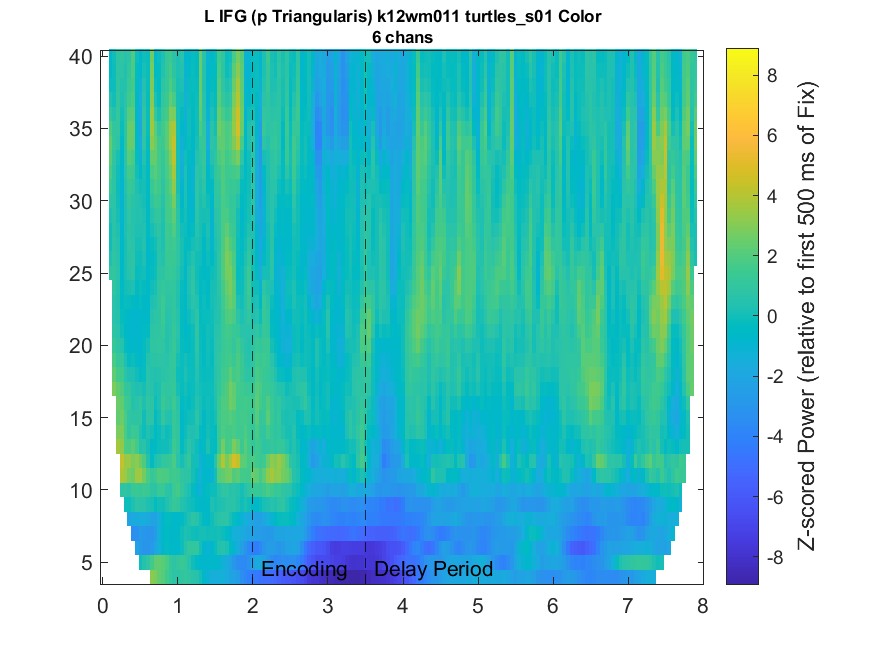 L IFG (p Triangularis) k12wm011 turtles_s01 Color
6 chans
40
35
30
25
20
15
10
5
0 1 2 3 4 5 6 7 8
Encoding
Delay Period
8
6
4
2
0
-2
-4
-6
-8
Z-scored Power (relative to first 500 ms of Fix)